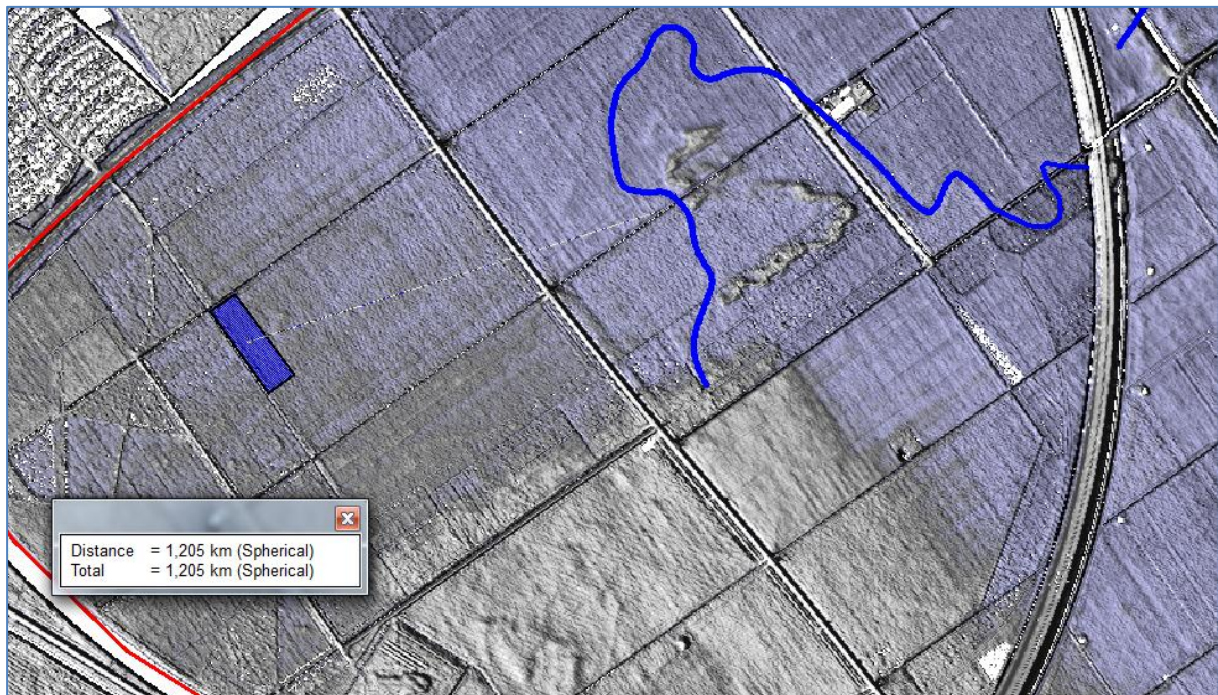 Distance = 1,205 km (Spherical)
Total = 1,205 km (Spherical)